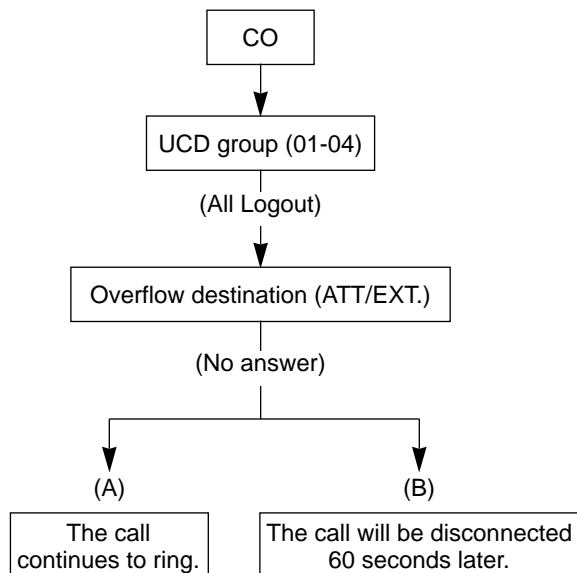 CO
UCD group (01-04)
(All Logout)
Overflow destination (ATT/EXT.)
(No answer)
(A)
(B)
The call
continues to ring.
The call will be disconnected
60 seconds later.